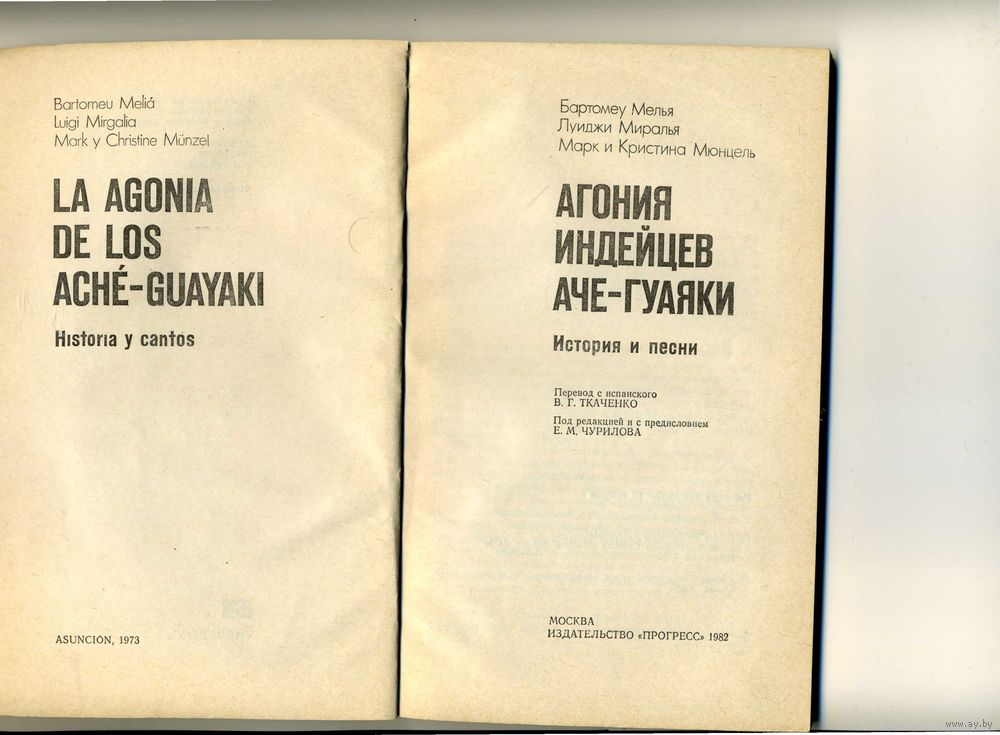 Bartomeu Meliá
Luigi Mirgalia
Mark y Christine Münzel
LA AGONIA
DE LOS
ACHÉ-GUAYAKI
Historia y cantos
ASUNCIÓN, 1973
Бартомеу Мелья
Луиджи Миралья
Марк и Кристина Мюнцель
АГОНИЯ
ИНДЕЙЦЕВ
АЧЕ-ГУАЯКИ
История и песни
Перевод с испанского
В. Г. ТКАЧЕНКО
Под редакцией и с предисловием
Е. М. ЧУРИЛОВА
МОСКВА
ИЗДАТЕЛЬСТВО «ПРОГРЕСС» 1982
www.ay.by